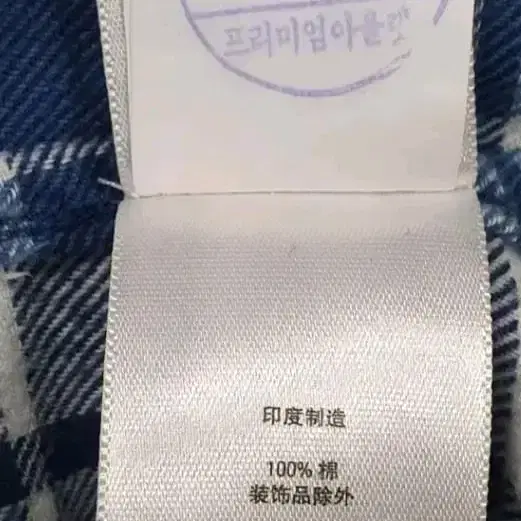 프리미엄아울렛
印度制造
100% 棉
装饰品除外